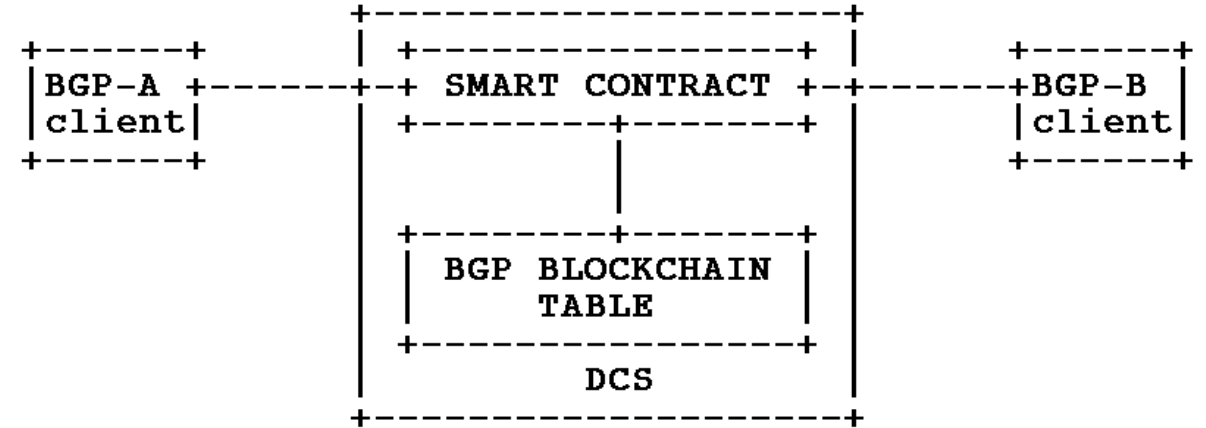 SMART CONTRACT
BGP-A
client
BGP-B
client
BGP BLOCKCHAIN
TABLE
DCS